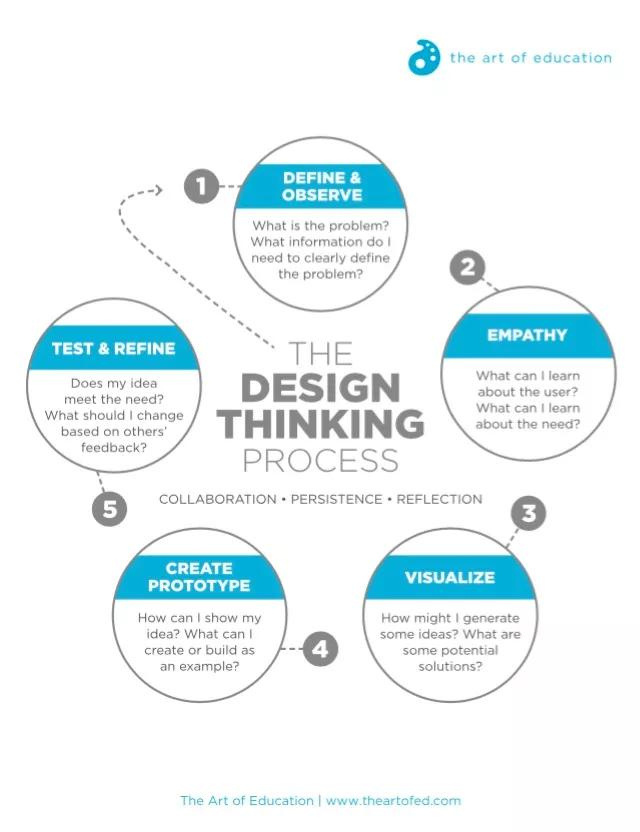 the art of education
1
DEFINE &
OBSERVE
What is the problem?
What information do I
need to clearly define
the problem?
2
EMPATHY
What can I learn
about the user?
What can I learn
about the need?
TEST & REFINE
Does my idea
meet the need?
What should I change
based on others'
feedback?
5
THE
DESIGN
THINKING
PROCESS
COLLABORATION • PERSISTENCE • REFLECTION
3
VISUALIZE
How might I generate
some ideas? What are
some potential
solutions?
CREATE
PROTOTYPE
How can I show my
idea? What can I
create or build as
an example?
4
The Art of Education | www.theartofed.com